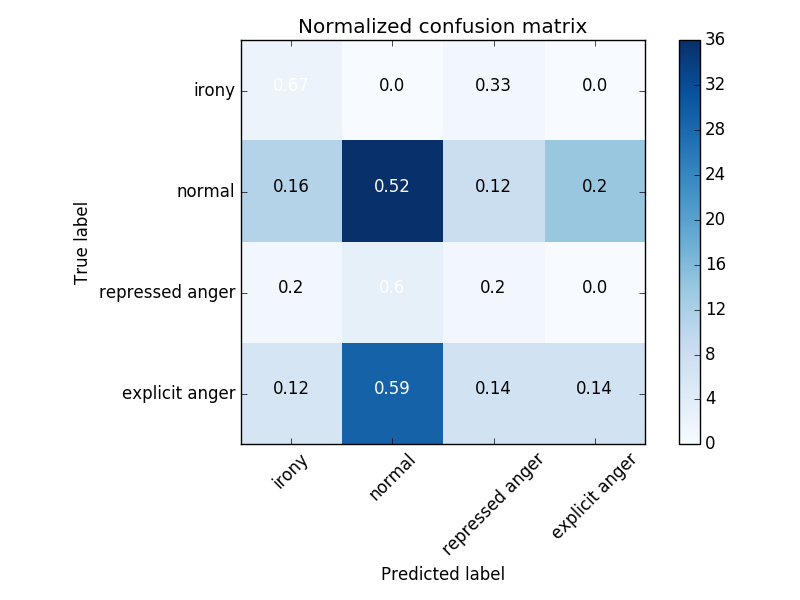 Normalized confusion matrix
irony 0.67 0.0 0.33 0.0
normal 0.16 0.52 0.12 0.2
repressed anger 0.2 0.6 0.2 0.0
explicit anger 0.12 0.59 0.14 0.14
True label
irony normal repressed anger explicit anger
Predicted label
36
32
28
24
20
16
12
8
4
0